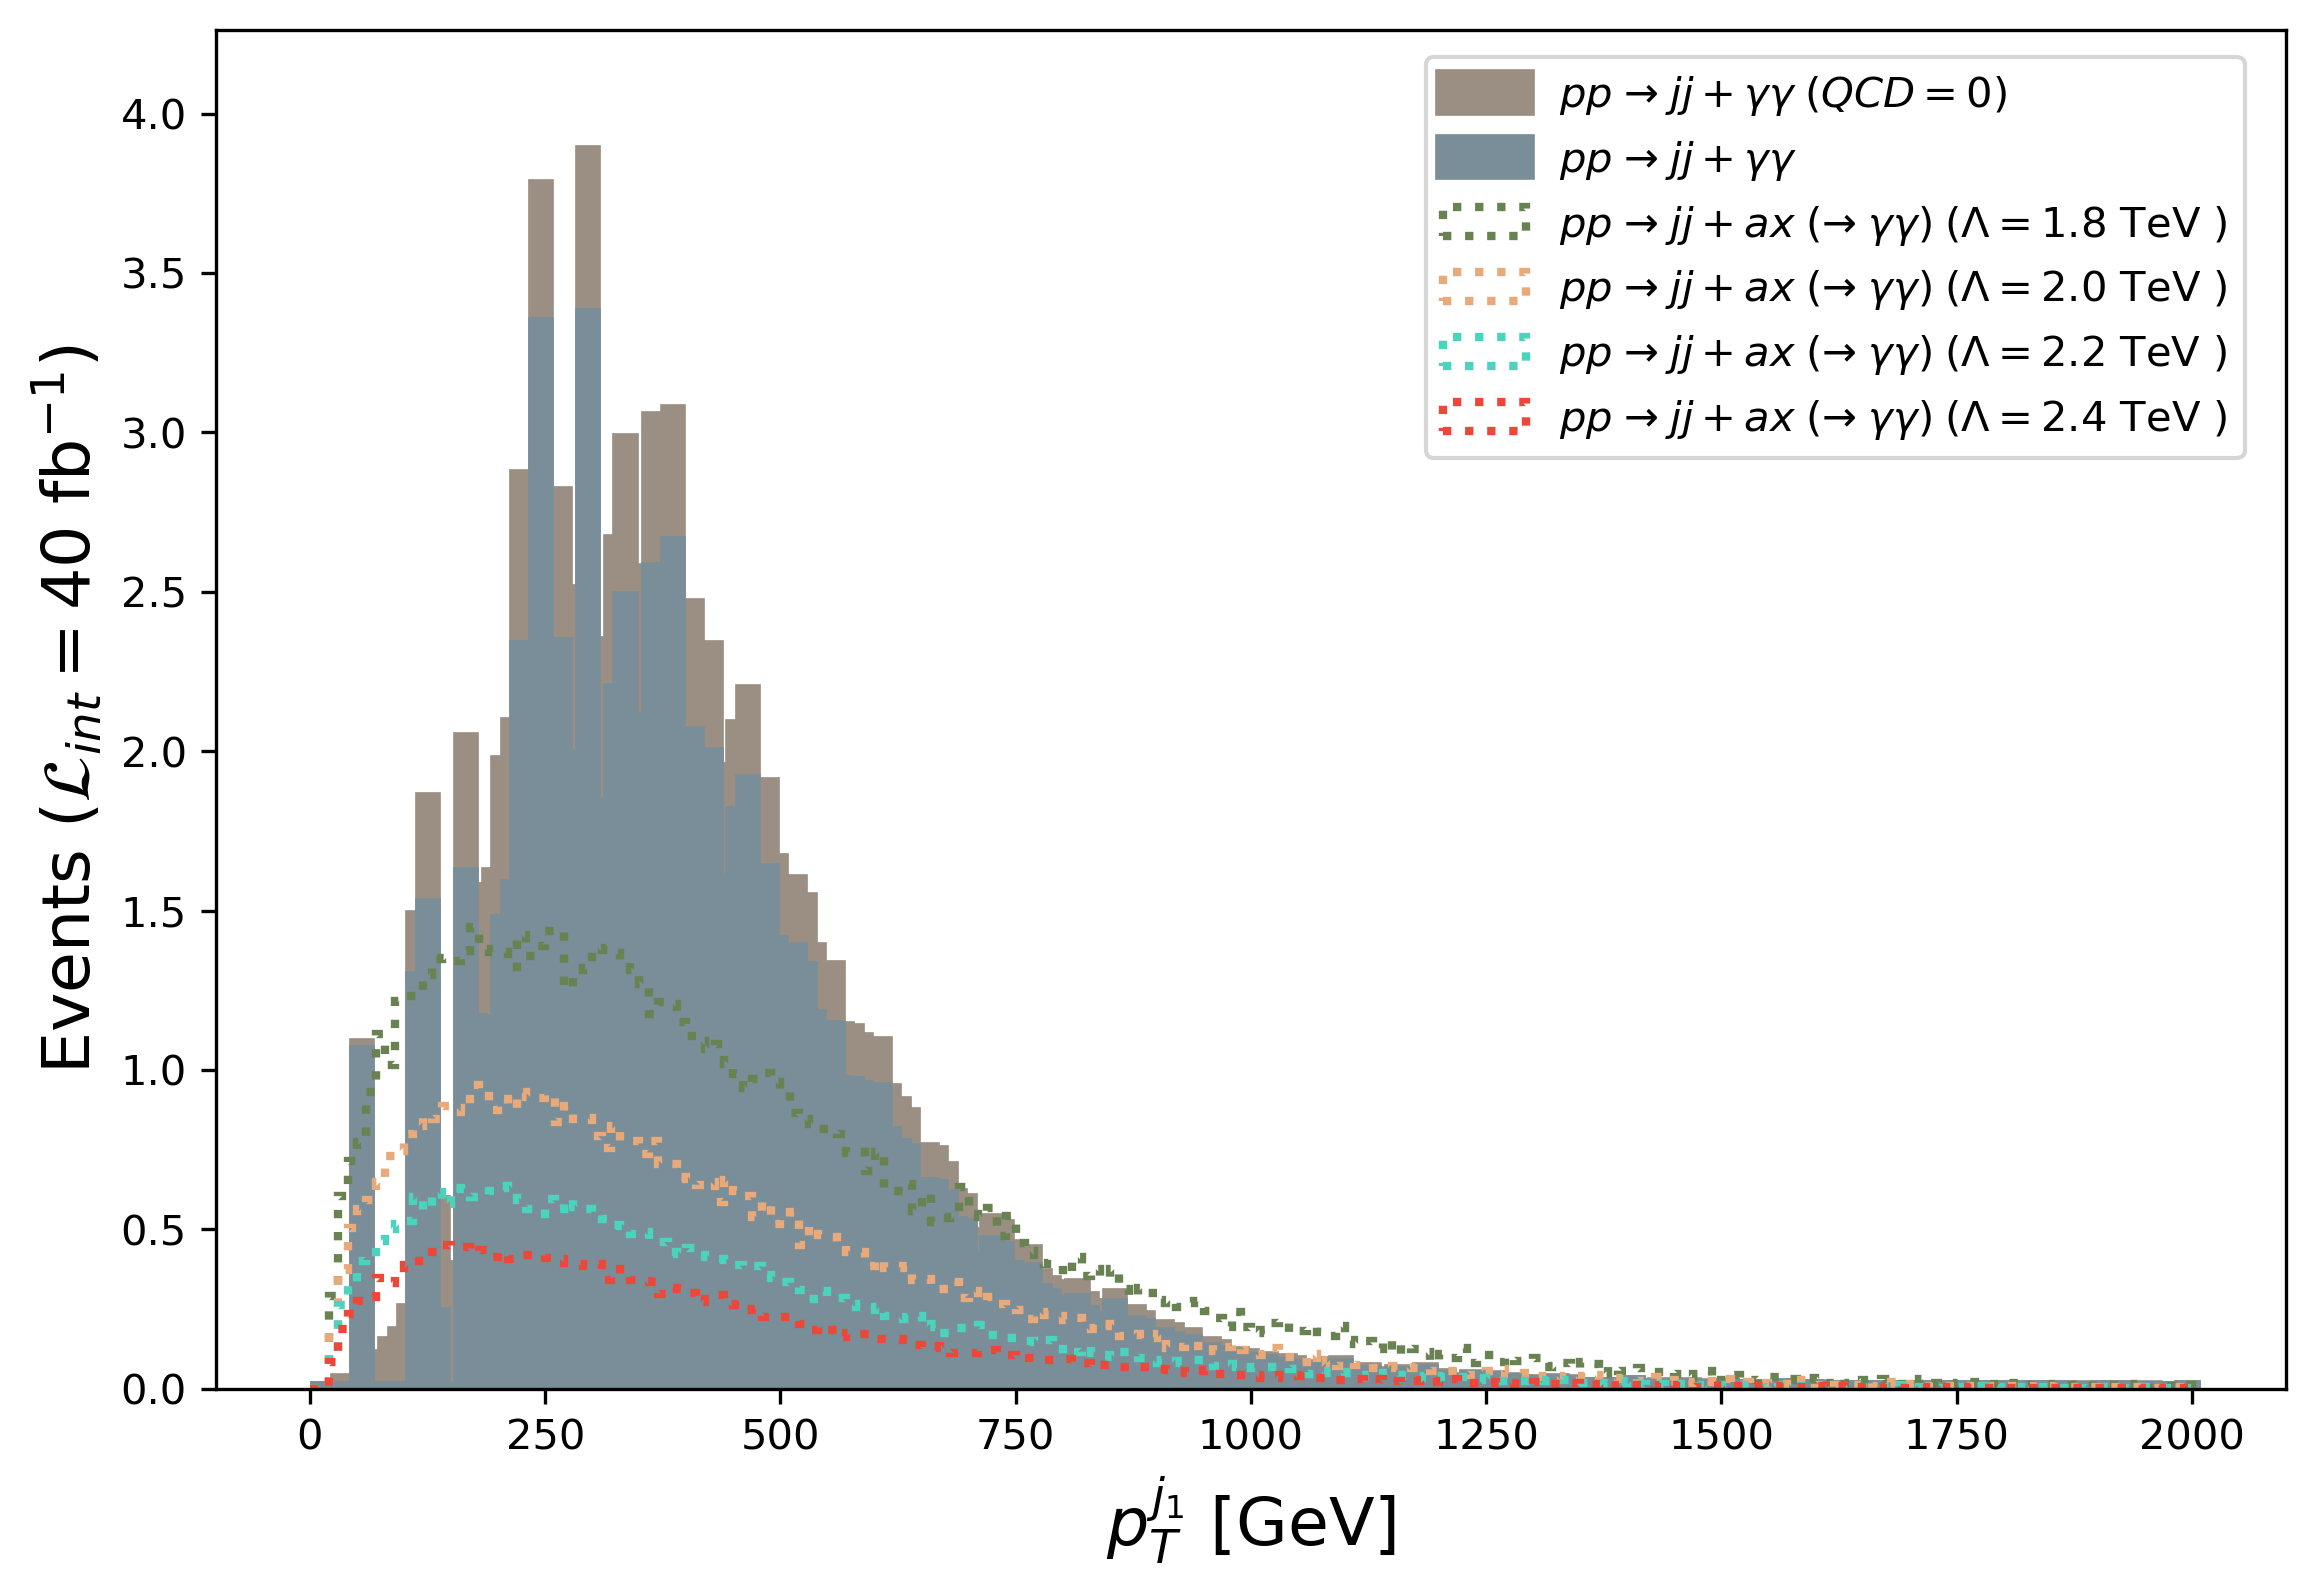 pp → jj + γγ (QCD = 0)
pp → jj + γγ
pp → jj + ax (→ γγ) (Λ = 1.8 TeV )
pp → jj + ax (→ γγ) (Λ = 2.0 TeV )
pp → jj + ax (→ γγ) (Λ = 2.2 TeV )
pp → jj + ax (→ γγ) (Λ = 2.4 TeV )
Events (ℒ_int = 40 fb⁻¹)
4.0
3.5
3.0
2.5
2.0
1.5
1.0
0.5
0.0
0 250 500 750 1000 1250 1500 1750 2000
p_T^{j_1} [GeV]